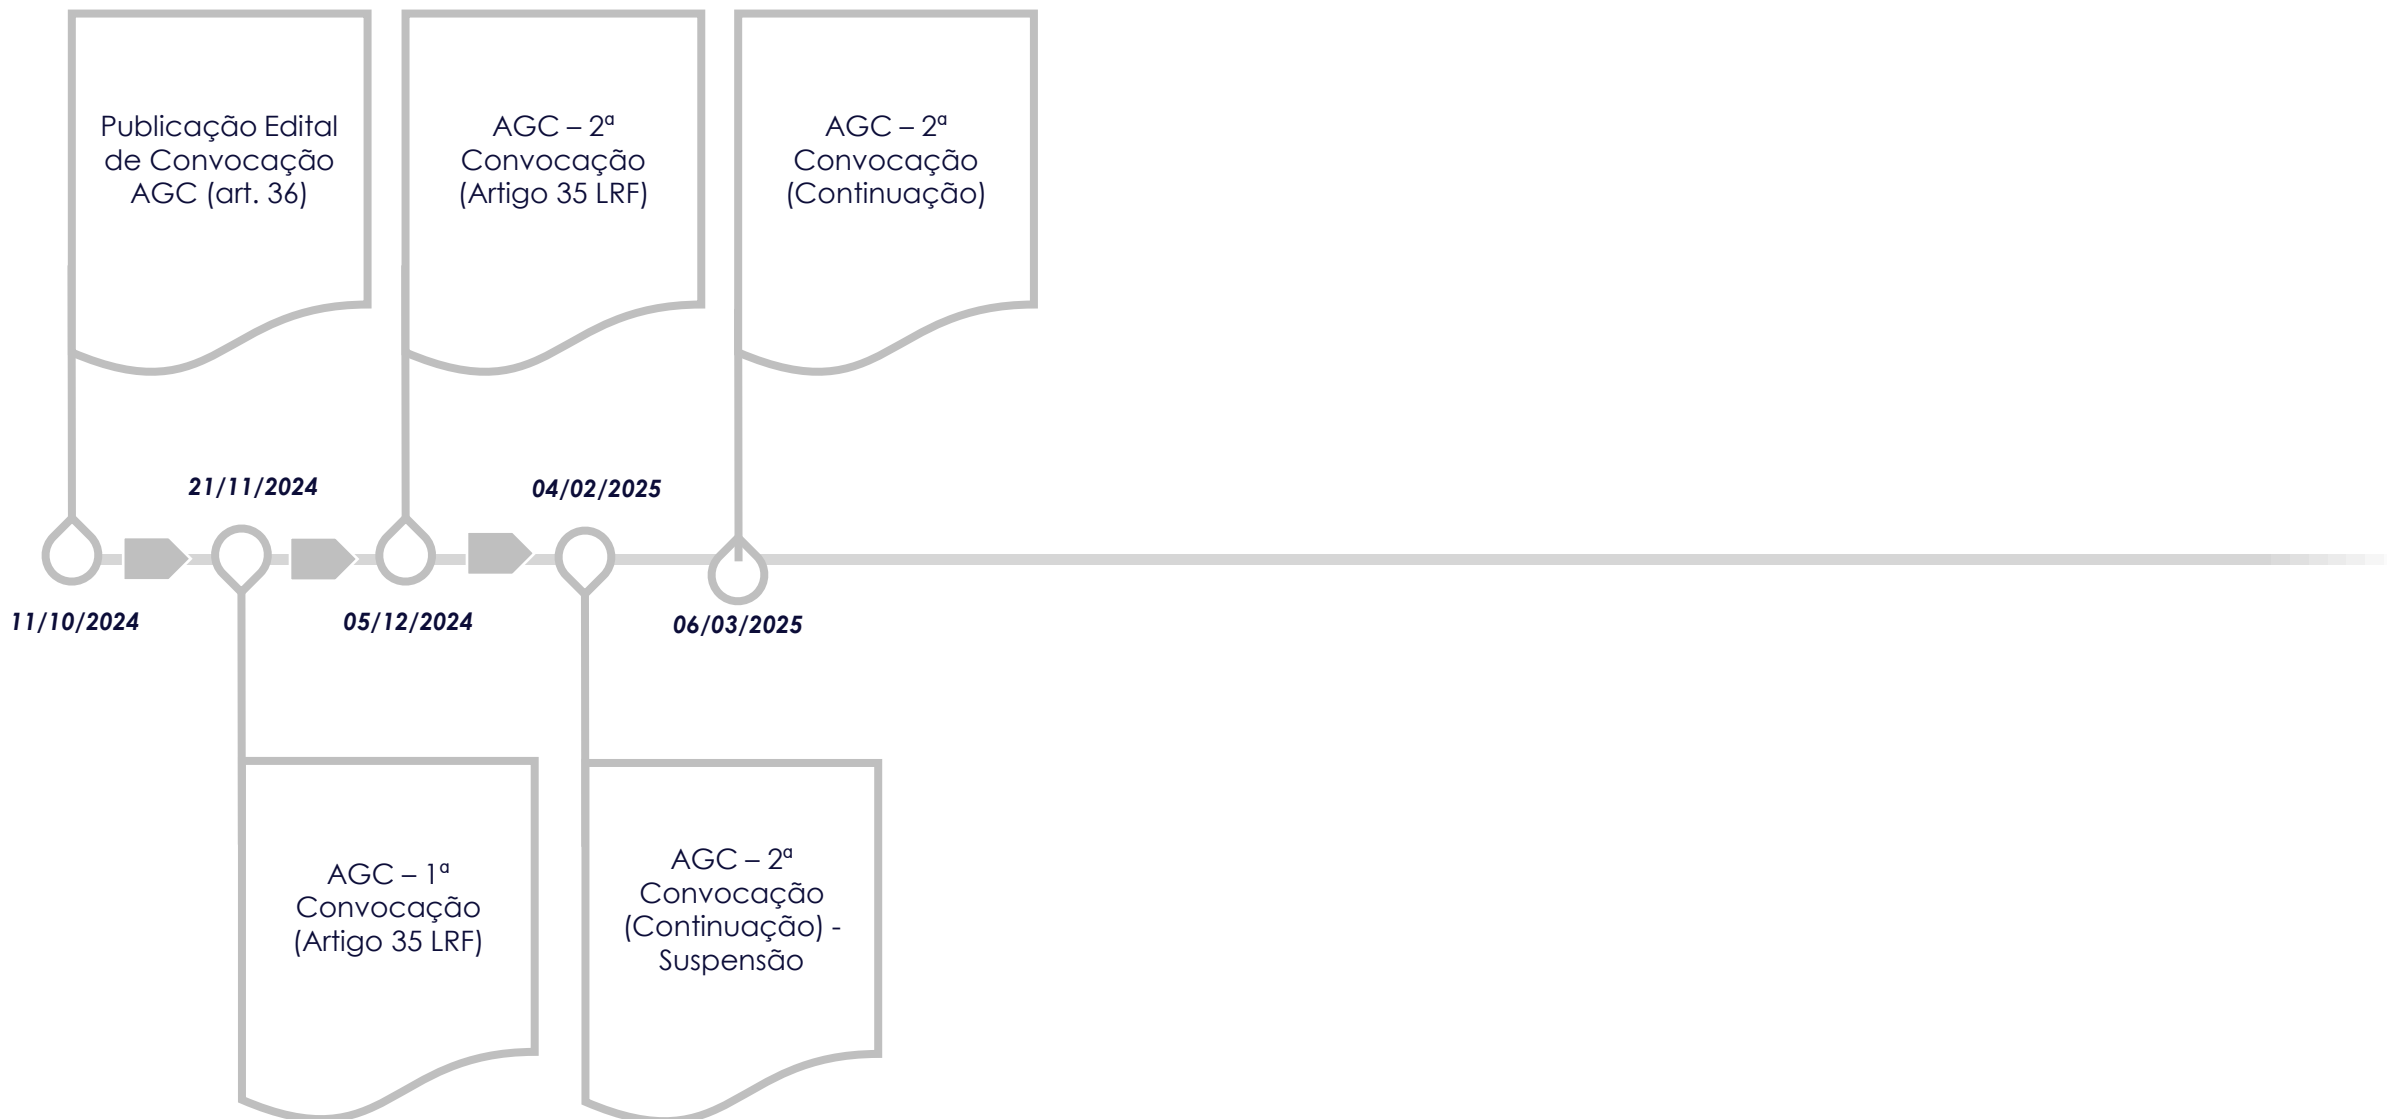 Publicação Edital
de Convocação
AGC (art. 36)
AGC – 2ª
Convocação
(Artigo 35 LRF)
AGC – 2ª
Convocação
(Continuação)
21/11/2024
04/02/2025
11/10/2024
05/12/2024
06/03/2025
AGC – 1ª
Convocação
(Artigo 35 LRF)
AGC – 2ª
Convocação
(Continuação) -
Suspensão